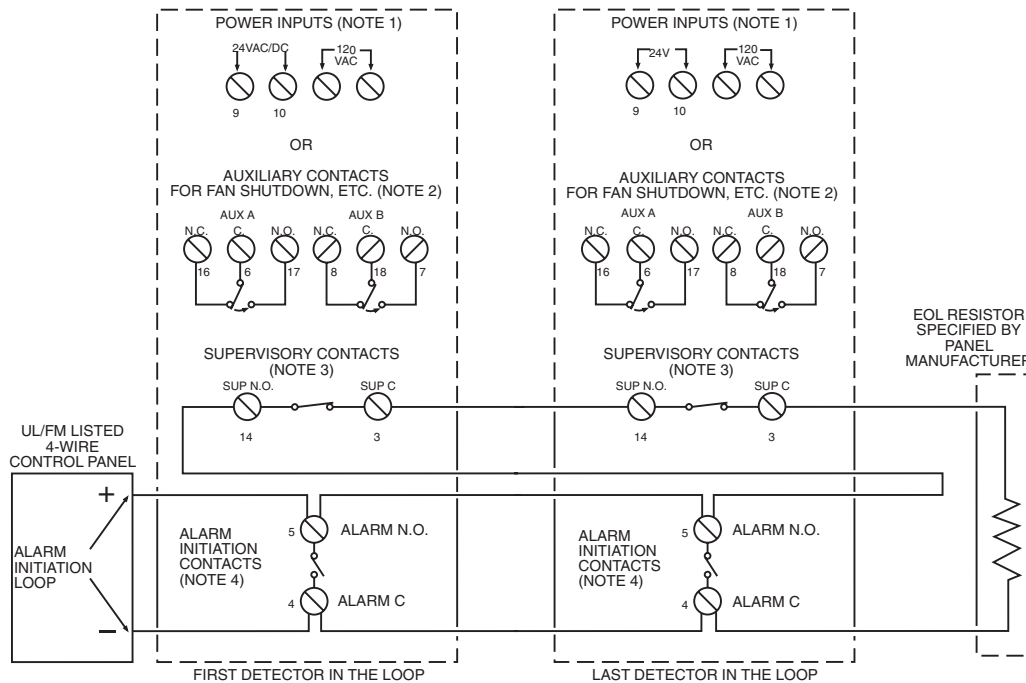 POWER INPUTS (NOTE 1)
24VAC/DC
120
VAC
9
10
OR
AUXILIARY CONTACTS
FOR FAN SHUTDOWN, ETC. (NOTE 2)
AUX A
AUX B
N.C.
C.
N.O.
N.C.
C.
N.O.
16
6
17
8
18
7
SUPERVISORY CONTACTS
(NOTE 3)
SUP N.O.
SUP C
14
3
POWER INPUTS (NOTE 1)
24V
120
VAC
9
10
OR
AUXILIARY CONTACTS
FOR FAN SHUTDOWN, ETC. (NOTE 2)
AUX A
AUX B
N.C.
C.
N.O.
N.C.
C.
N.O.
16
6
17
8
18
7
SUPERVISORY CONTACTS
(NOTE 3)
SUP N.O.
SUP C
14
3
EOL RESISTOR
SPECIFIED BY
PANEL
MANUFACTURER
UL/FM LISTED
4-WIRE
CONTROL PANEL
+
ALARM
INITIATION
LOOP
–
ALARM
INITIATION
CONTACTS
(NOTE 4)
5
ALARM N.O.
4
ALARM C
ALARM
INITIATION
CONTACTS
(NOTE 4)
5
ALARM N.O.
4
ALARM C
FIRST DETECTOR IN THE LOOP
LAST DETECTOR IN THE LOOP